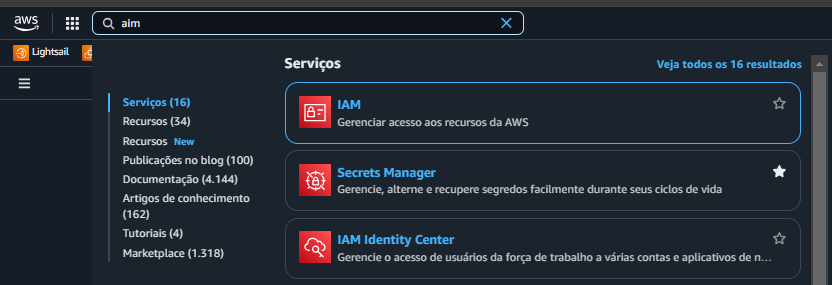 aws
aim
Lightsail
Serviços
Veja todos os 16 resultados
Serviços (16)
Recursos (34)
Recursos New
Publicações no blog (100)
Documentação (4.144)
Artigos de conhecimento
(162)
Tutoriais (4)
Marketplace (1.318)
IAM
Gerenciar acesso aos recursos da AWS
Secrets Manager
Gerencie, alterne e recupere segredos facilmente durante seus ciclos de vida
IAM Identity Center
Gerencie o acesso de usuários da força de trabalho a várias contas e aplicativos de n...